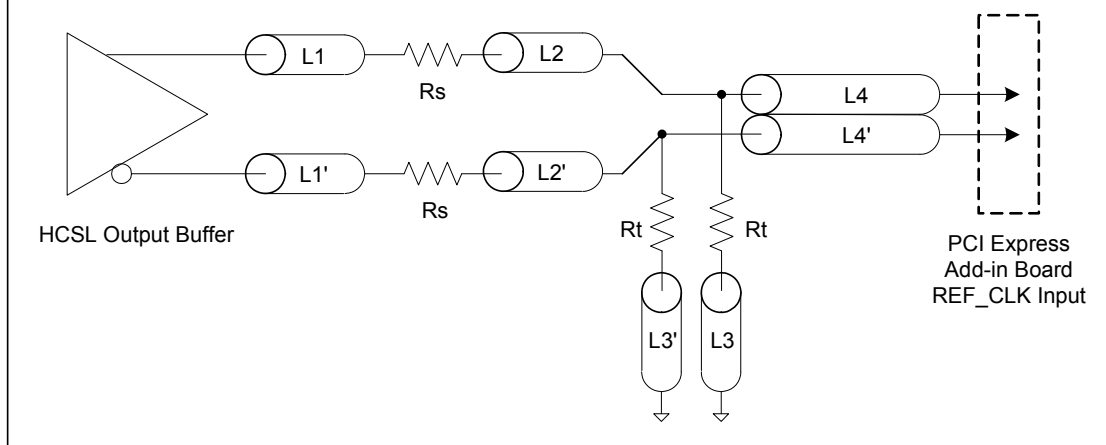 L1
Rs
L2
L4
L4'
L1'
Rs
L2'
HCSL Output Buffer
Rt
Rt
L3'
L3
PCI Express
Add-in Board
REF_CLK Input